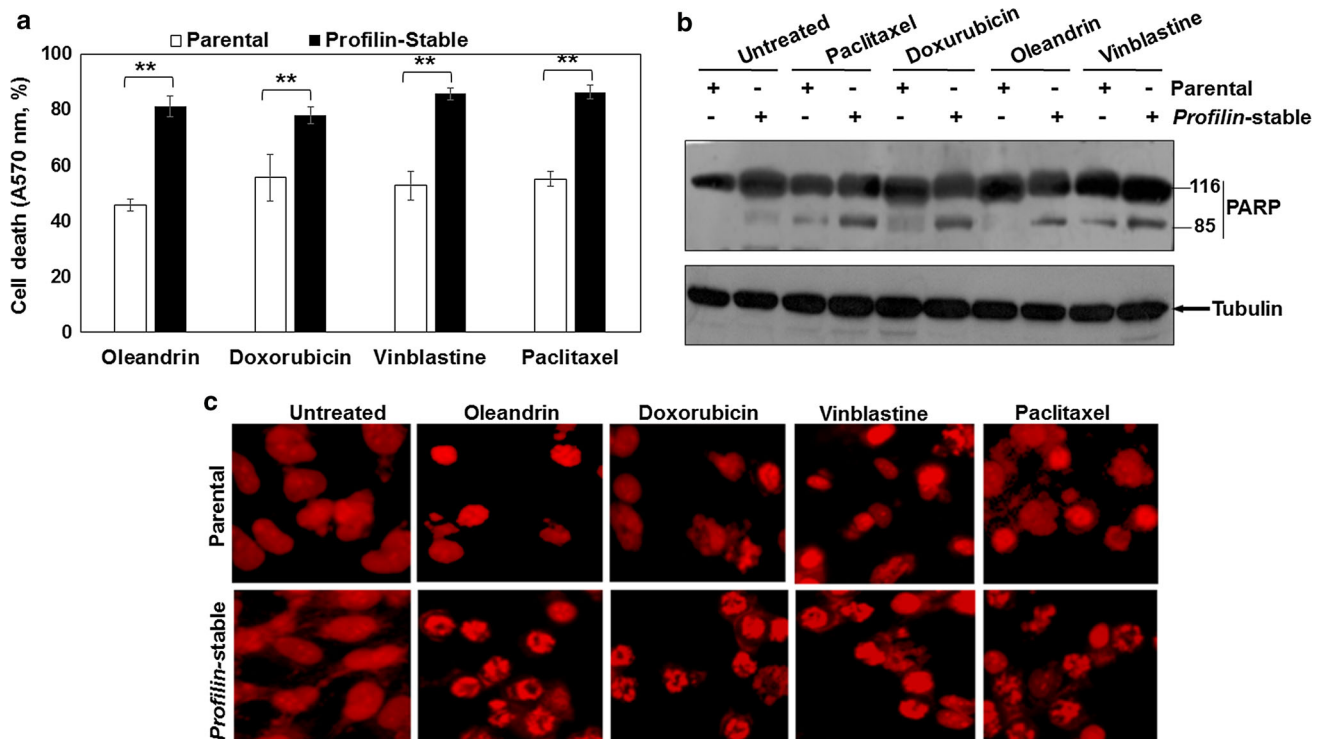 a
Parental Profilin-Stable
Cell death (A570 nm, %)
100
80
60
40
20
0
** ** ** **
Oleandrin Doxorubicin Vinblastine Paclitaxel
b
Untreated Paclitaxel Doxurubicin Oleandrin Vinblastine
+ - + - + - + - + - Parental
- + - + - + - + - + Profilin-stable
116
PARP
85
Tubulin
c
Untreated Oleandrin Doxorubicin Vinblastine Paclitaxel
Parental
Profilin-stable